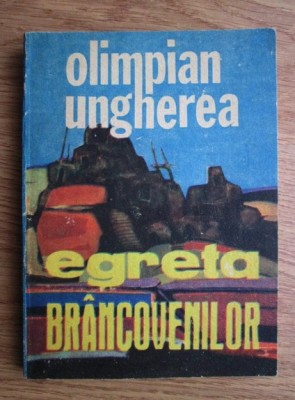 olimpian
ungherea
egreta
BRÂNCOVENILOR